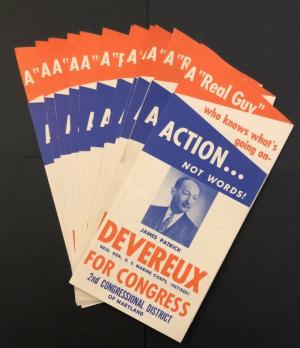 A "Real Guy"
who knows what's
going on-
ACTION...
NOT WORDS!
JAMES PATRICK
DEVEREUX
BRIG. GEN., U. S. MARINE CORPS, (RETIRED)
FOR CONGRESS
2nd CONGRESSIONAL DISTRICT
OF MARYLAND